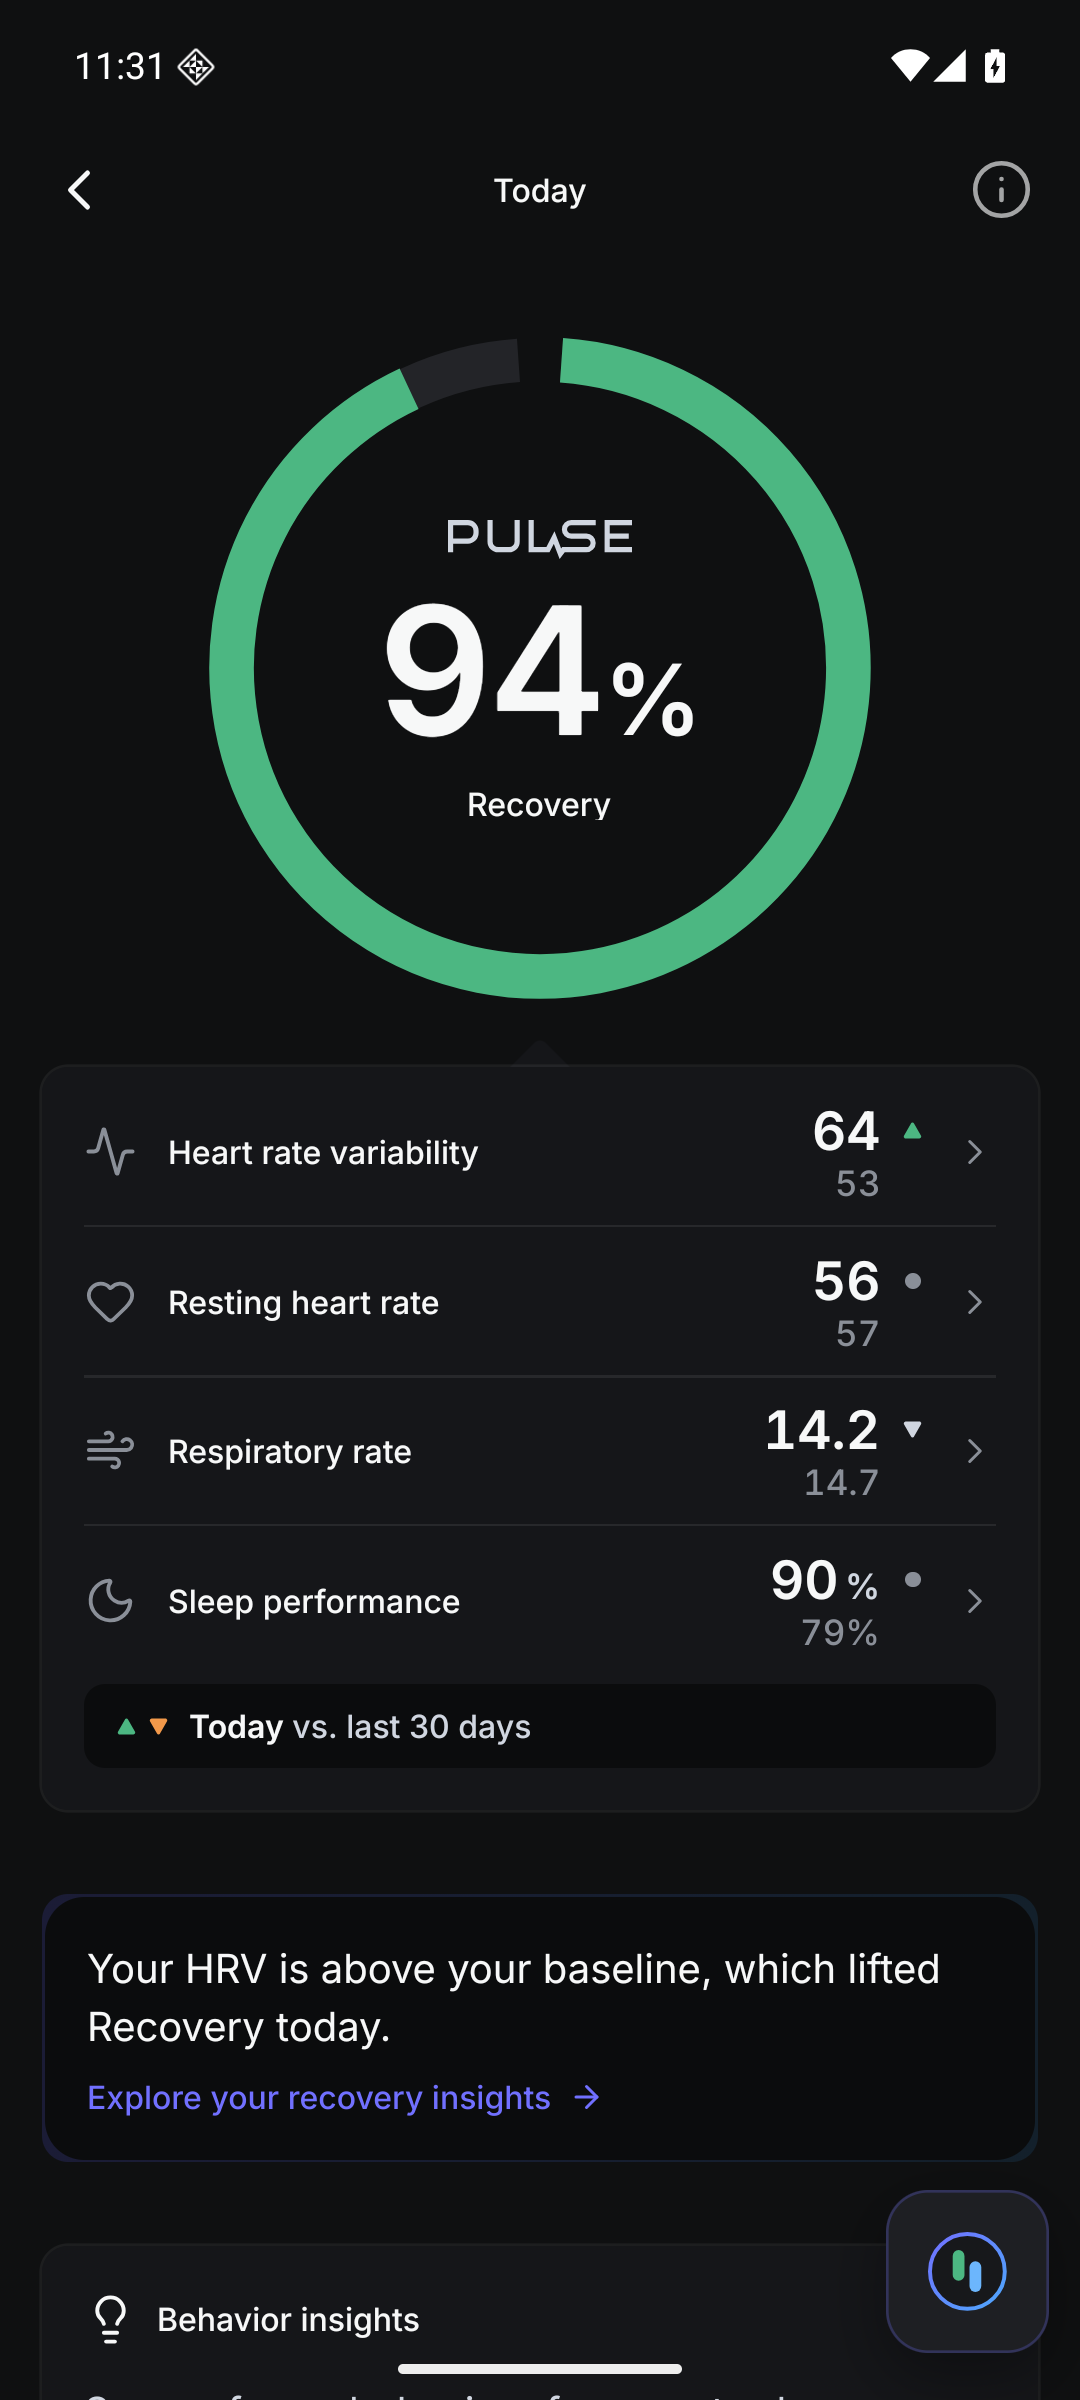 11:31
Today
PULSE
94%
Recovery
Heart rate variability
64
53
Resting heart rate
56
57
Respiratory rate
14.2
14.7
Sleep performance
90 %
79%
Today vs. last 30 days
Your HRV is above your baseline, which lifted
Recovery today.
Explore your recovery insights
Behavior insights